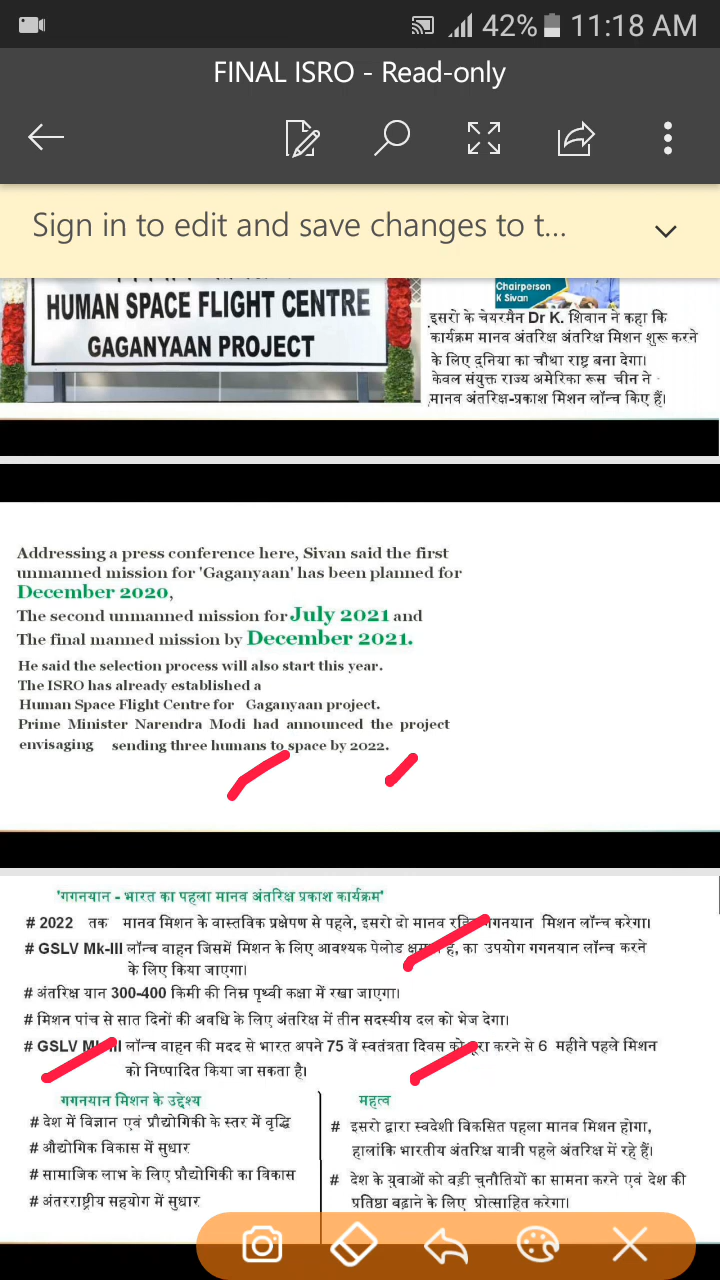 42% 11:18 AM
FINAL ISRO - Read-only
Sign in to edit and save changes to t...
HUMAN SPACE FLIGHT CENTRE
GAGANYAAN PROJECT
Chairperson
K Sivan
इसरो के चेयरमैन Dr K. शिवान ने कहा कि
कार्यक्रम मानव अंतरिक्ष अंतरिक्ष मिशन शुरू करने
के लिए दुनिया का चौथा राष्ट्र बना देगा।
केवल संयुक्त राज्य अमेरिका रूस चीन ने
मानव अंतरिक्ष-प्रकाश मिशन लॉन्च किए हैं।
Addressing a press conference here, Sivan said the first
unmanned mission for 'Gaganyaan' has been planned for
December 2020,
The second unmanned mission for July 2021 and
The final manned mission by December 2021.
He said the selection process will also start this year.
The ISRO has already established a
Human Space Flight Centre for Gaganyaan project.
Prime Minister Narendra Modi had announced the project
envisaging sending three humans to space by 2022.
'गगनयान - भारत का पहला मानव अंतरिक्ष प्रकाश कार्यक्रम'
# 2022 तक मानव मिशन के वास्तविक प्रक्षेपण से पहले, इसरो दो मानव रहित गगनयान मिशन लॉन्च करेगा।
# GSLV Mk-III लॉन्च वाहन जिसमें मिशन के लिए आवश्यक पेलोड क्षमता है, का उपयोग गगनयान लॉन्च करने
के लिए किया जाएगा।
# अंतरिक्ष यान 300-400 किमी की निम्न पृथ्वी कक्षा में रखा जाएगा।
# मिशन पांच से सात दिनों की अवधि के लिए अंतरिक्ष में तीन सदस्यीय दल को भेज देगा।
# GSLV Mk-III लॉन्च वाहन की मदद से भारत अपने 75 वें स्वतंत्रता दिवस को पूरा करने से 6 महीने पहले मिशन
को निष्पादित किया जा सकता है।
गगनयान मिशन के उद्देश्य
# देश में विज्ञान एवं प्रौद्योगिकी के स्तर में वृद्धि
# औद्योगिक विकास में सुधार
# सामाजिक लाभ के लिए प्रौद्योगिकी का विकास
# अंतरराष्ट्रीय सहयोग में सुधार
महत्व
# इसरो द्वारा स्वदेशी विकसित पहला मानव मिशन होगा,
हालांकि भारतीय अंतरिक्ष यात्री पहले अंतरिक्ष में रहे हैं।
# देश के युवाओं को बड़ी चुनौतियों का सामना करने एवं देश की
प्रतिष्ठा बढ़ाने के लिए प्रोत्साहित करेगा।